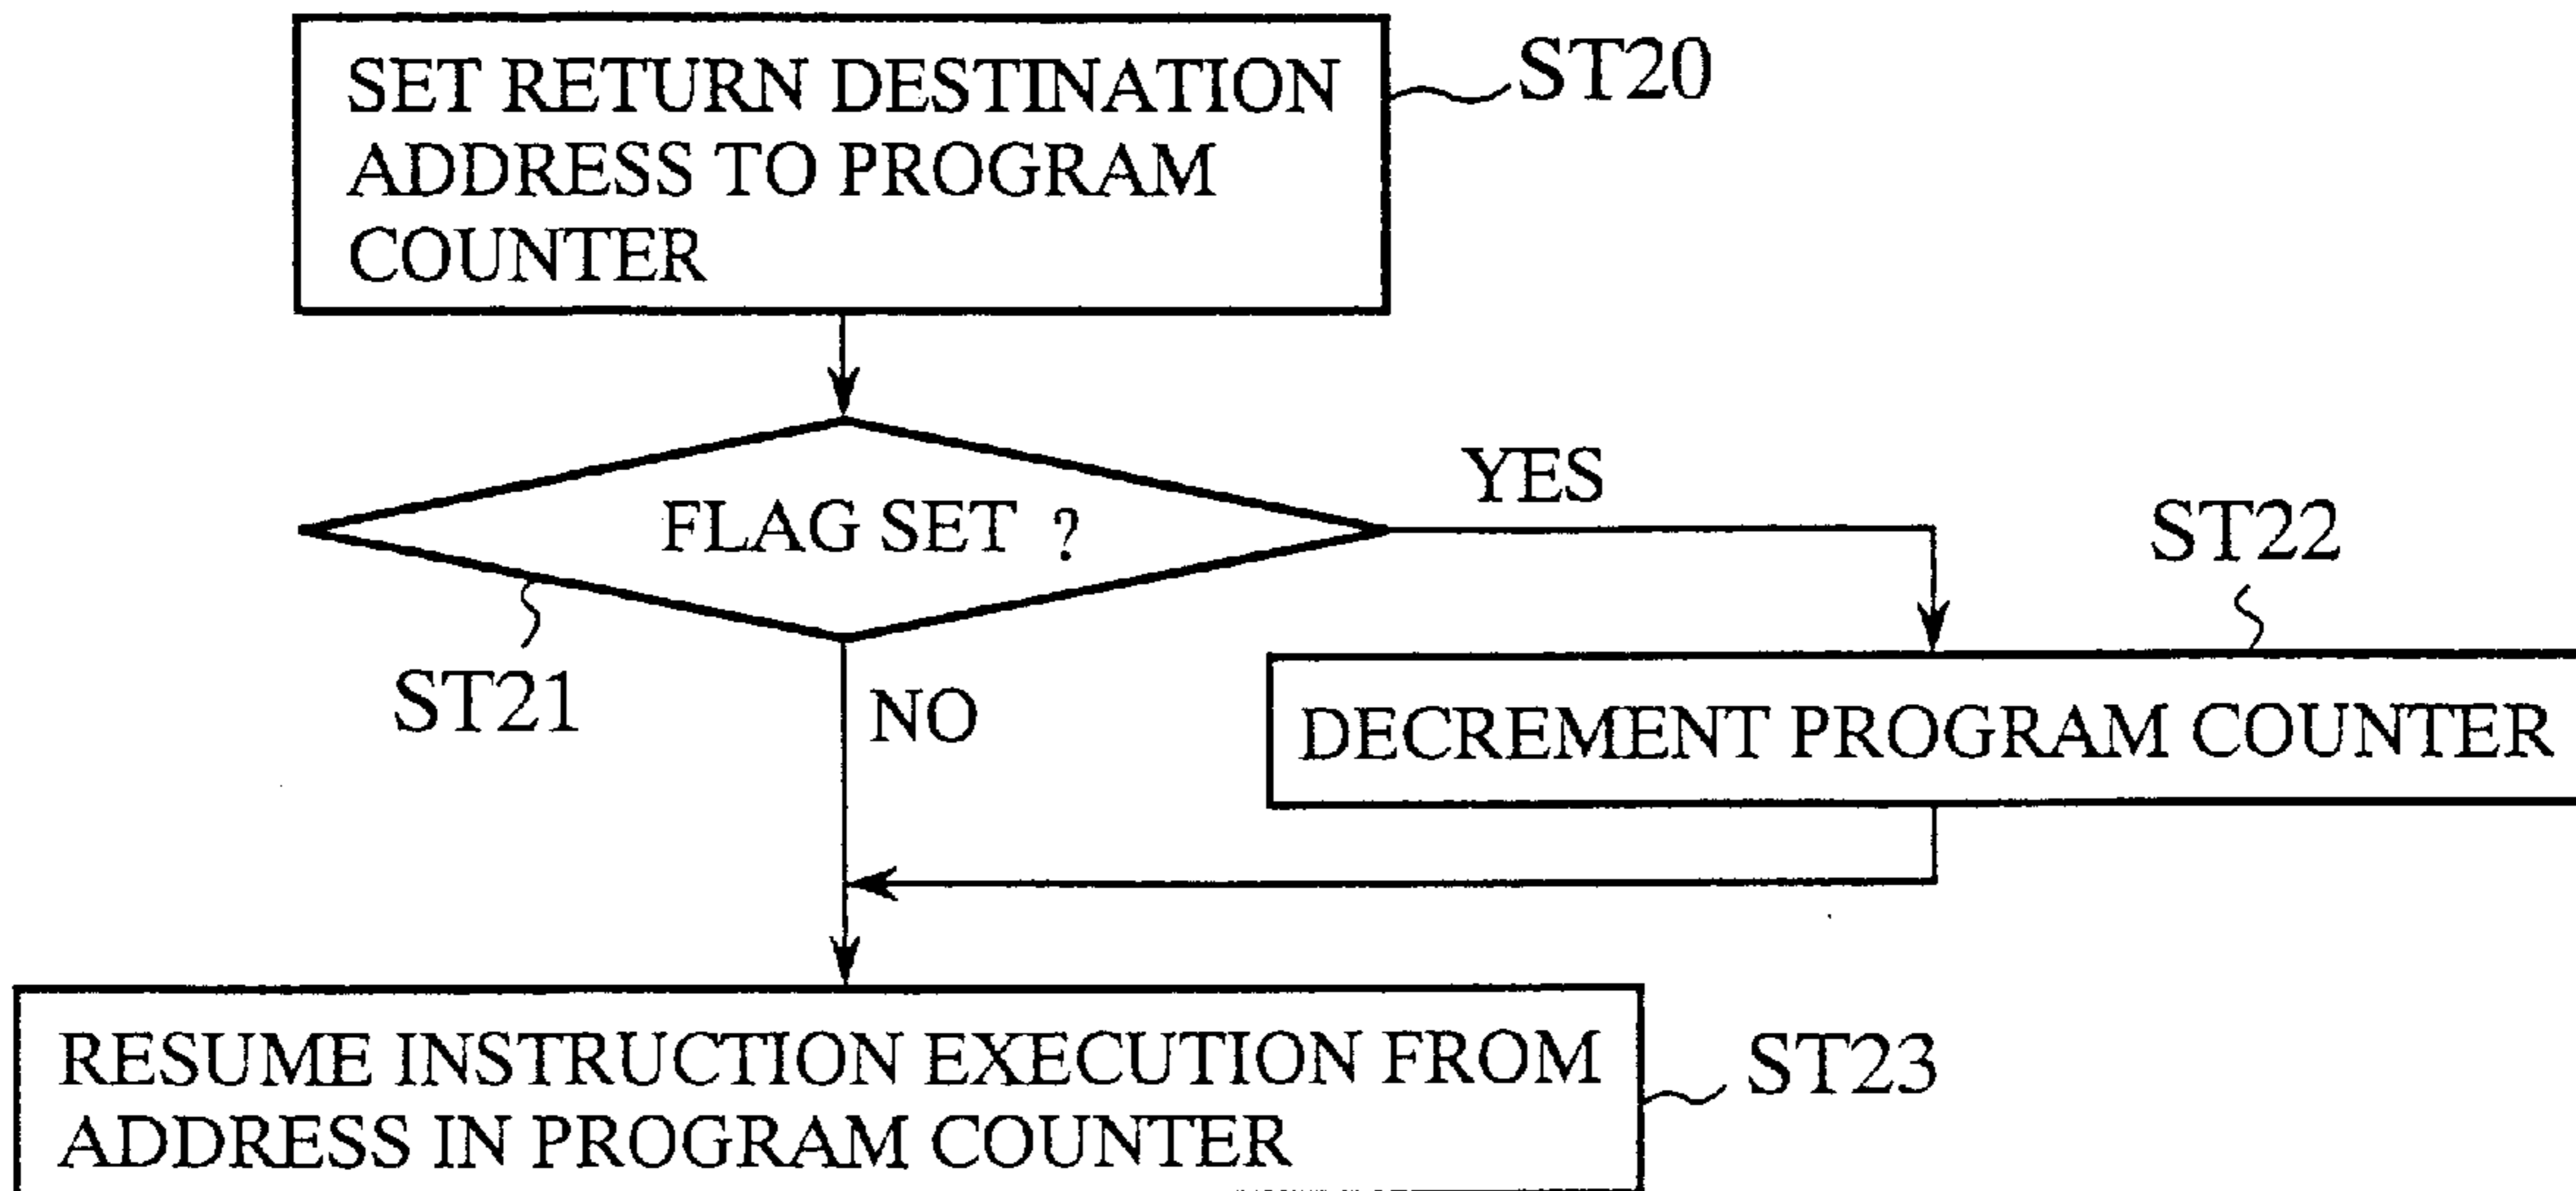 SET RETURN DESTINATION
ADDRESS TO PROGRAM
COUNTER
ST20
FLAG SET ?
YES
ST21
NO
ST22
DECREMENT PROGRAM COUNTER
RESUME INSTRUCTION EXECUTION FROM
ADDRESS IN PROGRAM COUNTER
ST23